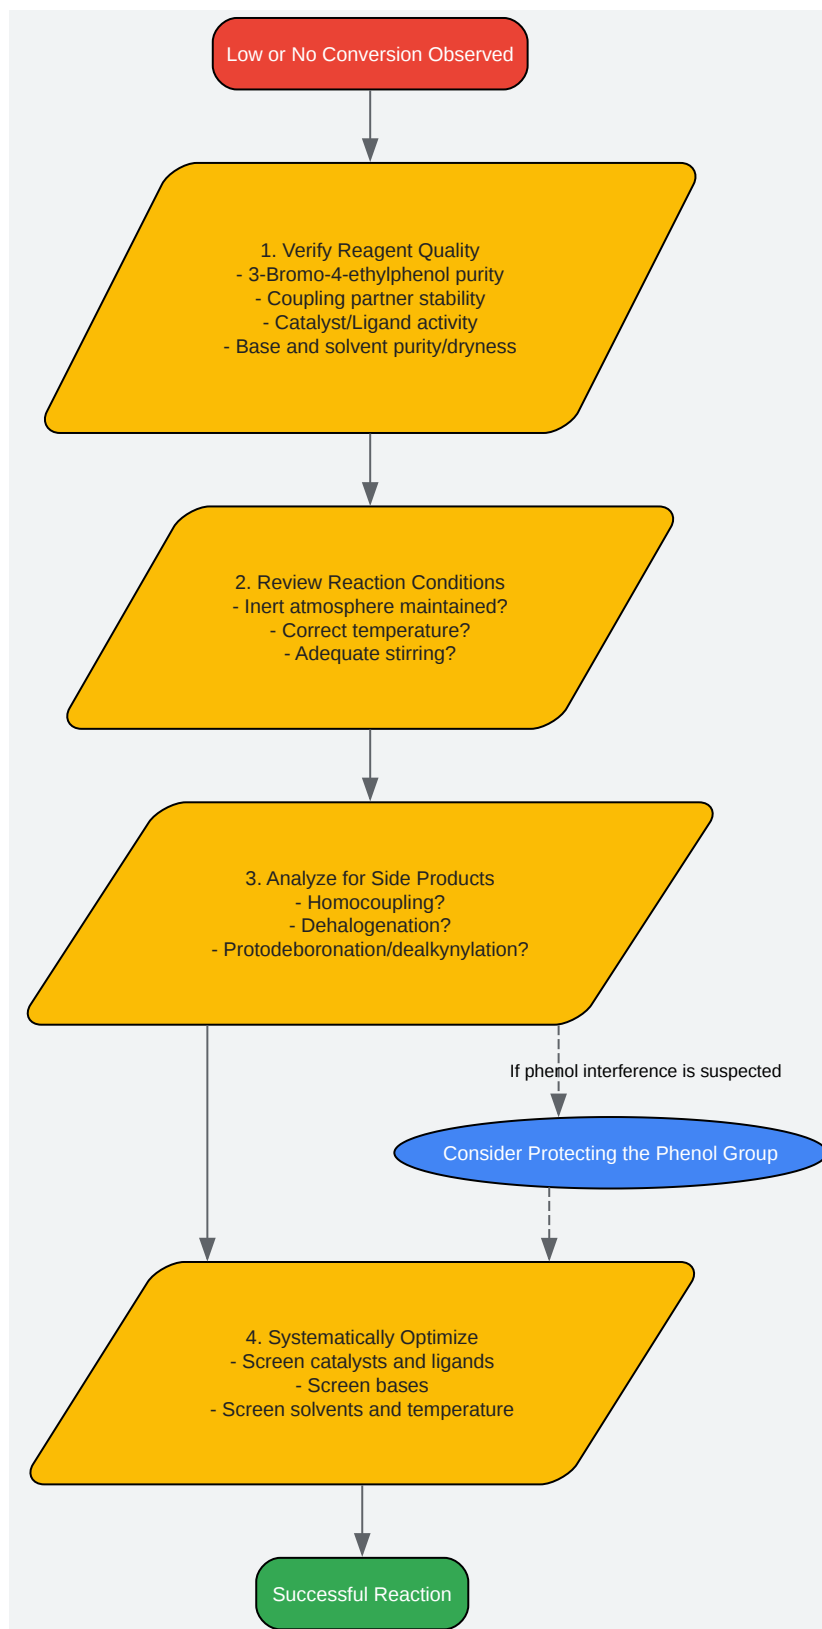 Low or No Conversion Observed
1. Verify Reagent Quality
- 3-Bromo-4-ethylphenol purity
- Coupling partner stability
- Catalyst/Ligand activity
- Base and solvent purity/dryness
2. Review Reaction Conditions
- Inert atmosphere maintained?
- Correct temperature?
- Adequate stirring?
3. Analyze for Side Products
- Homocoupling?
- Dehalogenation?
- Protodeboronation/dealkynylation?
If phenol interference is suspected
Consider Protecting the Phenol Group
4. Systematically Optimize
- Screen catalysts and ligands
- Screen bases
- Screen solvents and temperature
Successful Reaction